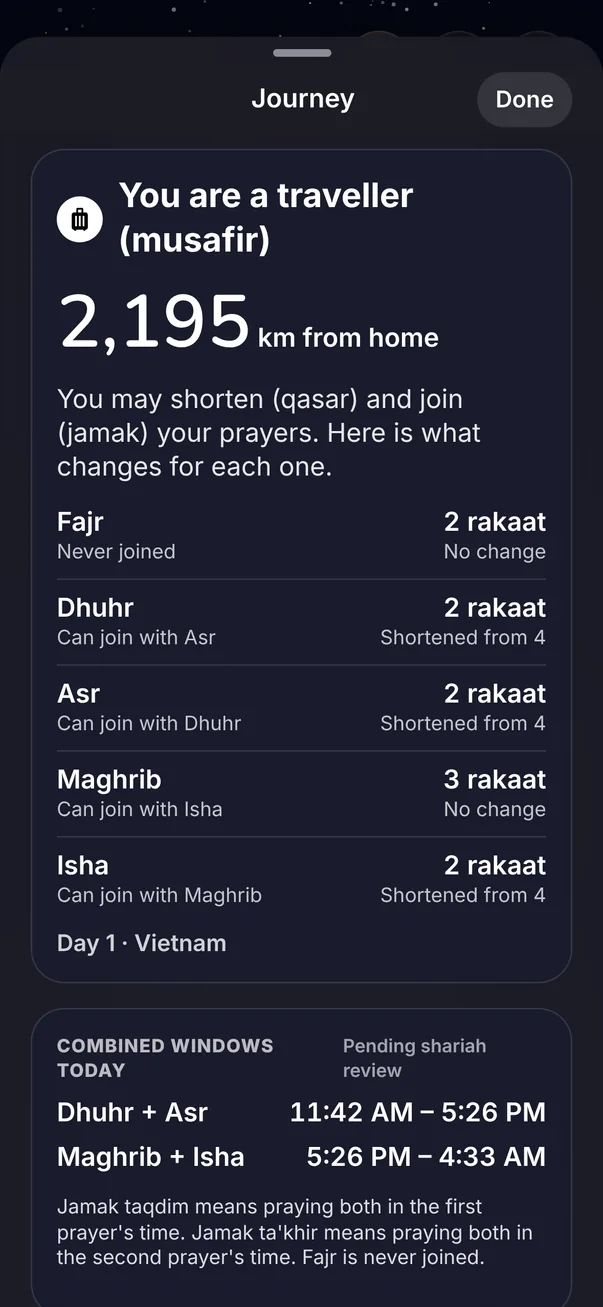 Journey
Done
You are a traveller
(musafir)
2,195 km from home
You may shorten (qasar) and join
(jamak) your prayers. Here is what
changes for each one.
Fajr
2 rakaat
Never joined
No change
Dhuhr
2 rakaat
Can join with Asr
Shortened from 4
Asr
2 rakaat
Can join with Dhuhr
Shortened from 4
Maghrib
3 rakaat
Can join with Isha
No change
Isha
2 rakaat
Can join with Maghrib
Shortened from 4
Day 1 · Vietnam
COMBINED WINDOWS
TODAY
Pending shariah
review
Dhuhr + Asr
11:42 AM – 5:26 PM
Maghrib + Isha
5:26 PM – 4:33 AM
Jamak taqdim means praying both in the first
prayer's time. Jamak ta'khir means praying both in
the second prayer's time. Fajr is never joined.